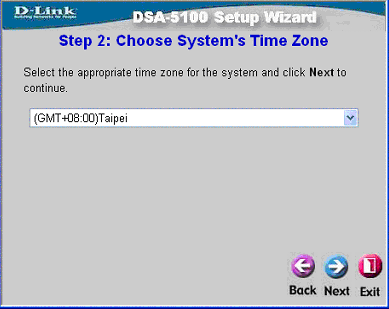 D-Link
Building Networks for People
DSA-5100 Setup Wizard
Step 2: Choose System's Time Zone
Select the appropriate time zone for the system and click Next to
continue.
(GMT+08:00)Taipei
Back Next Exit